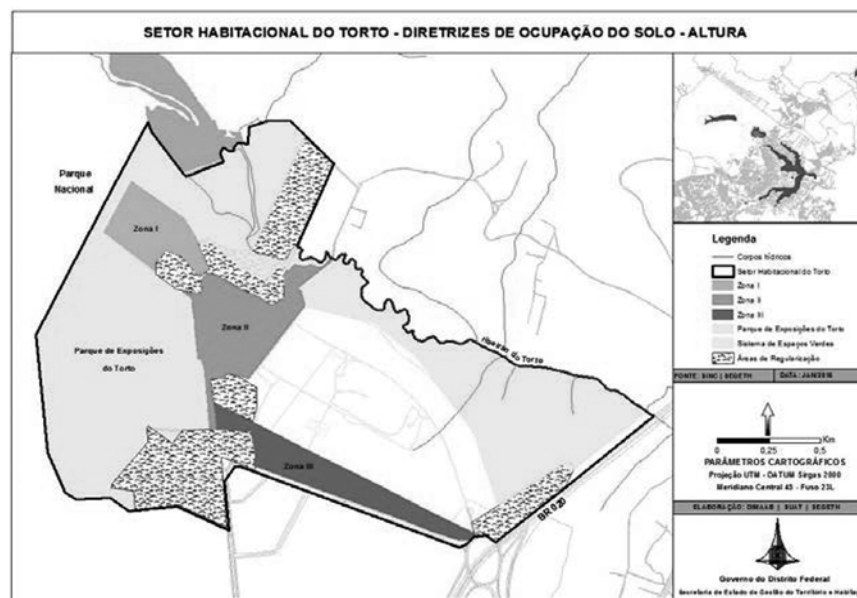 SETOR HABITACIONAL DO TORTO - DIRETRIZES DE OCUPAÇÃO DO SOLO - ALTURA
Parque
Nacional
Zona I
Zona II
Parque de Exposições
do Torto
ribeirão do Torto
Zona III
BR 020
Legenda
Corpos hídricos
Setor Habitacional do Torto
Zona I
Zona II
Zona III
Parque de Exposições do Torto
Sistema de Espaços Verdes
Áreas de Regularização
FONTE: SINC | SEGETH
DATA: JAN/2016
0 0,25 0,5 Km
PARÂMETROS CARTOGRÁFICOS
Projeção UTM - DATUM Sirgas 2000
Meridiano Central 45 - Fuso 23L
ELABORAÇÃO: DIMAAB | SUAT | SEGETH
Governo do Distrito Federal
Secretaria de Estado de Gestão do Território e Habitação